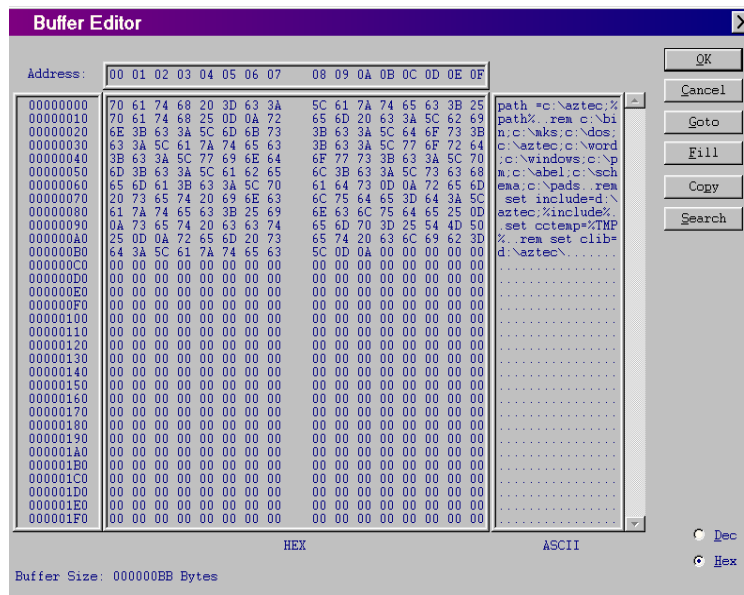 Buffer Editor
OK
Address: 00 01 02 03 04 05 06 07 08 09 0A 0B 0C 0D 0E 0F
Cancel
00000000 70 61 74 68 20 3D 63 3A 5C 61 7A 74 65 63 3B 25 path =c:\aztec;%
00000010 70 61 74 68 25 0D 0A 72 65 6D 20 63 3A 5C 62 69 path%..rem c:\bi
Goto
00000020 6E 3B 63 3A 5C 6D 6B 73 3B 63 3A 5C 64 6F 73 3B n;c:\mks;c:\dos;
00000030 63 3A 5C 61 7A 74 65 63 3B 63 3A 5C 77 6F 72 64 c:\aztec;c:\word
Fill
00000040 3B 63 3A 5C 77 69 6E 64 6F 77 73 3B 63 3A 5C 70 ;c:\windows;c:\p
00000050 6D 3B 63 3A 5C 61 62 65 6C 3B 63 3A 5C 73 63 68 m;c:\abel;c:\sch
00000060 65 6D 61 3B 63 3A 5C 70 61 64 73 0D 0A 72 65 6D ema;c:\pads..rem
Copy
00000070 20 73 65 74 20 69 6E 63 6C 75 64 65 3D 64 3A 5C  set include=d:\
00000080 61 7A 74 65 63 3B 25 69 6E 63 6C 75 64 65 25 0D aztec;%include%.
Search
00000090 0A 73 65 74 20 63 63 74 65 6D 70 3D 25 54 4D 50 .set cctemp=%TMP
000000A0 25 0D 0A 72 65 6D 20 73 65 74 20 63 6C 69 62 3D %..rem set clib=
000000B0 64 3A 5C 61 7A 74 65 63 5C 0D 0A 00 00 00 00 00 d:\aztec\.......
000000C0 00 00 00 00 00 00 00 00 00 00 00 00 00 00 00 00 ................
000000D0 00 00 00 00 00 00 00 00 00 00 00 00 00 00 00 00 ................
000000E0 00 00 00 00 00 00 00 00 00 00 00 00 00 00 00 00 ................
000000F0 00 00 00 00 00 00 00 00 00 00 00 00 00 00 00 00 ................
00000100 00 00 00 00 00 00 00 00 00 00 00 00 00 00 00 00 ................
00000110 00 00 00 00 00 00 00 00 00 00 00 00 00 00 00 00 ................
00000120 00 00 00 00 00 00 00 00 00 00 00 00 00 00 00 00 ................
00000130 00 00 00 00 00 00 00 00 00 00 00 00 00 00 00 00 ................
00000140 00 00 00 00 00 00 00 00 00 00 00 00 00 00 00 00 ................
00000150 00 00 00 00 00 00 00 00 00 00 00 00 00 00 00 00 ................
00000160 00 00 00 00 00 00 00 00 00 00 00 00 00 00 00 00 ................
00000170 00 00 00 00 00 00 00 00 00 00 00 00 00 00 00 00 ................
00000180 00 00 00 00 00 00 00 00 00 00 00 00 00 00 00 00 ................
00000190 00 00 00 00 00 00 00 00 00 00 00 00 00 00 00 00 ................
000001A0 00 00 00 00 00 00 00 00 00 00 00 00 00 00 00 00 ................
000001B0 00 00 00 00 00 00 00 00 00 00 00 00 00 00 00 00 ................
000001C0 00 00 00 00 00 00 00 00 00 00 00 00 00 00 00 00 ................
000001D0 00 00 00 00 00 00 00 00 00 00 00 00 00 00 00 00 ................
000001E0 00 00 00 00 00 00 00 00 00 00 00 00 00 00 00 00 ................
000001F0 00 00 00 00 00 00 00 00 00 00 00 00 00 00 00 00 ................
Dec
HEX ASCII
Hex
Buffer Size: 000000BB Bytes